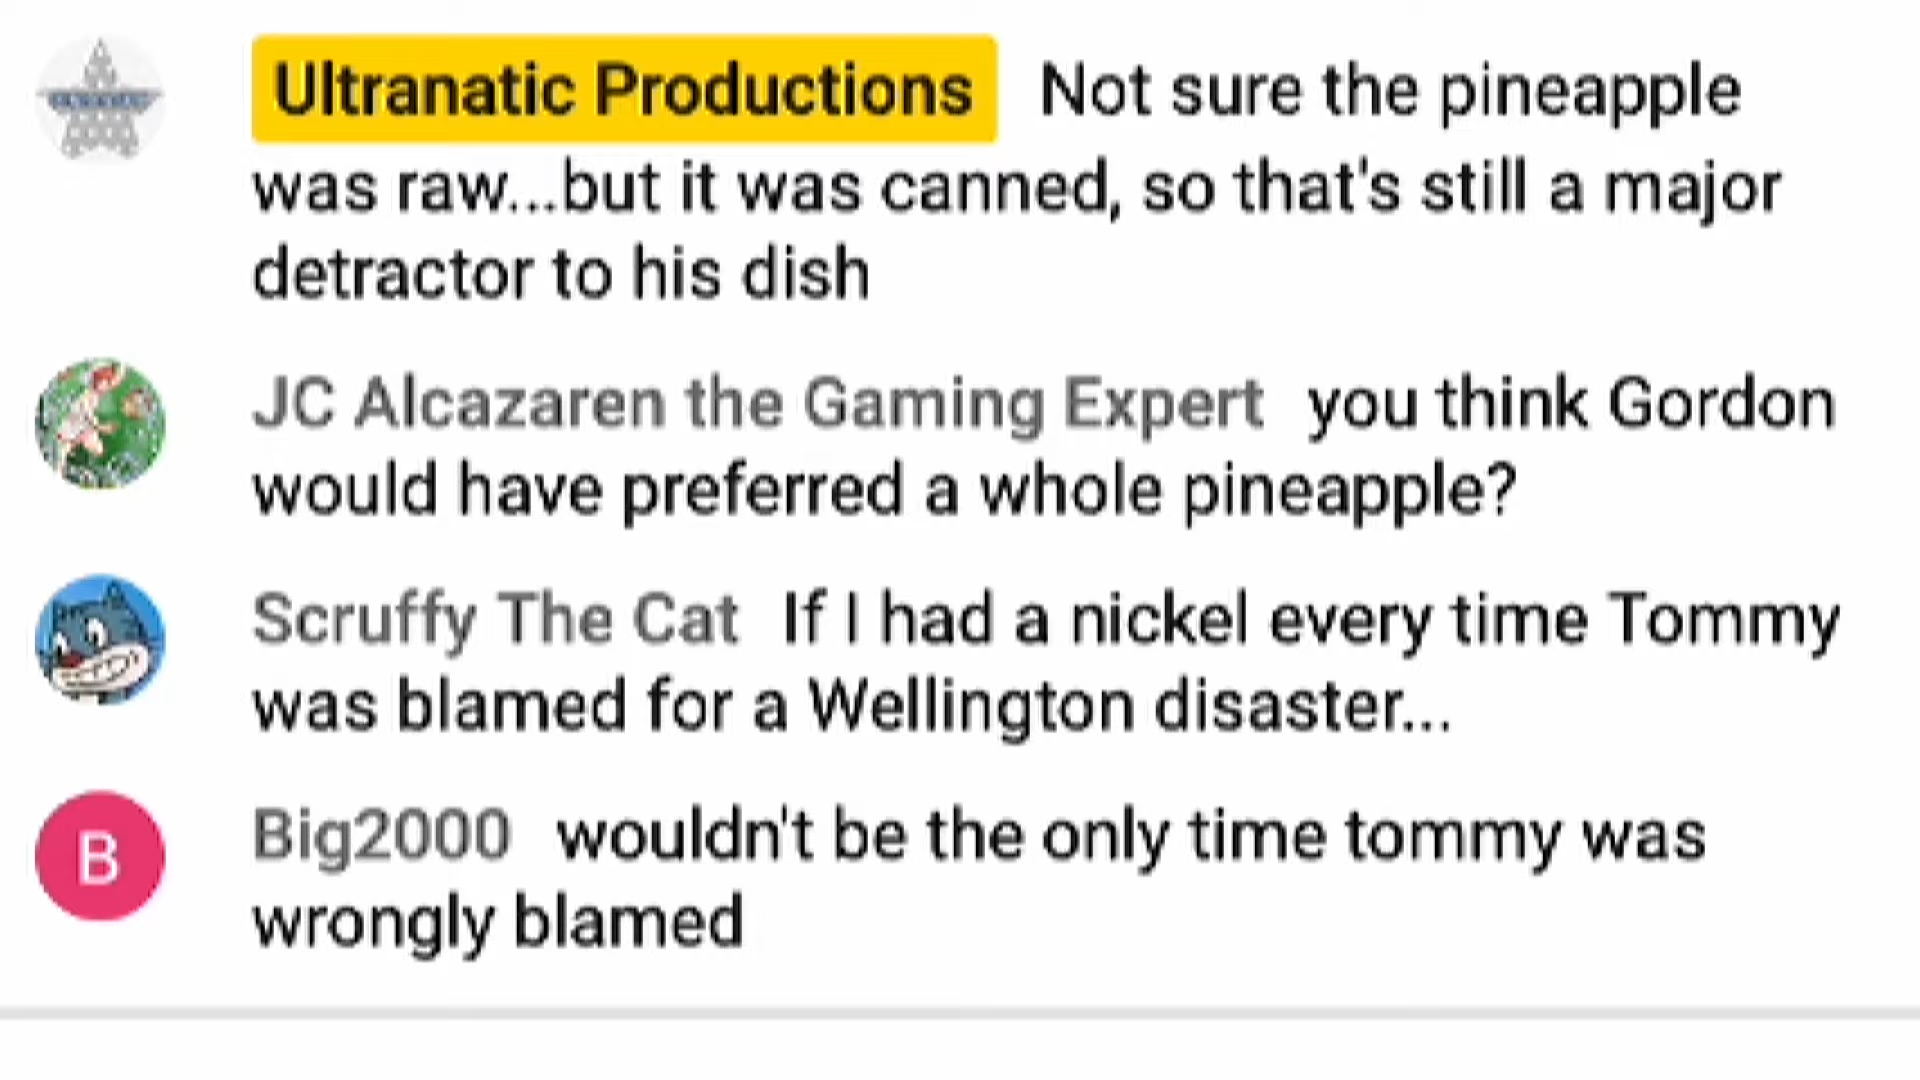 Ultranatic Productions Not sure the pineapple
was raw...but it was canned, so that's still a major
detractor to his dish
JC Alcazaren the Gaming Expert you think Gordon
would have preferred a whole pineapple?
Scruffy The Cat If I had a nickel every time Tommy
was blamed for a Wellington disaster...
B
Big2000 wouldn't be the only time tommy was
wrongly blamed